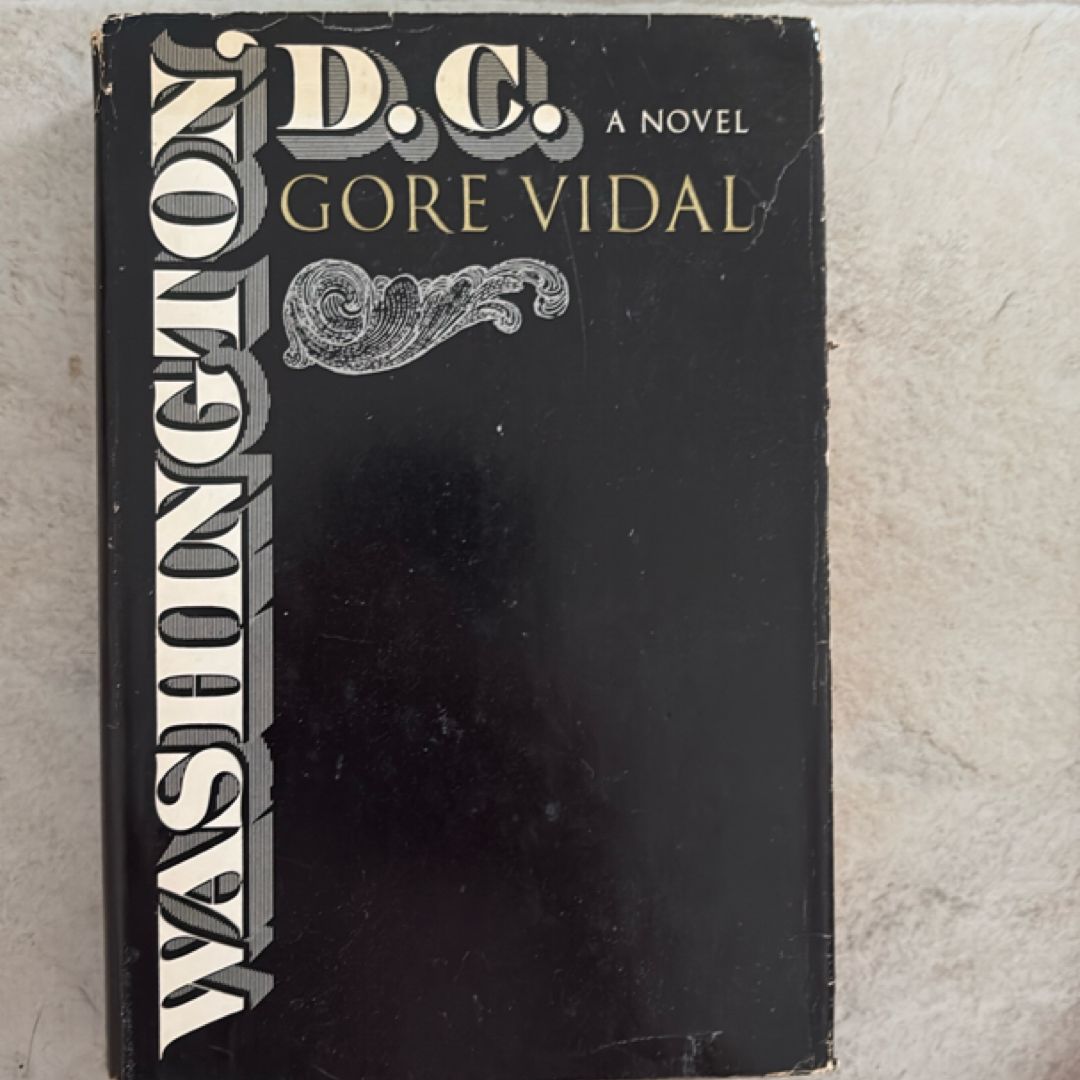 WASHINGTON,
D.C.
A NOVEL
GORE VIDAL